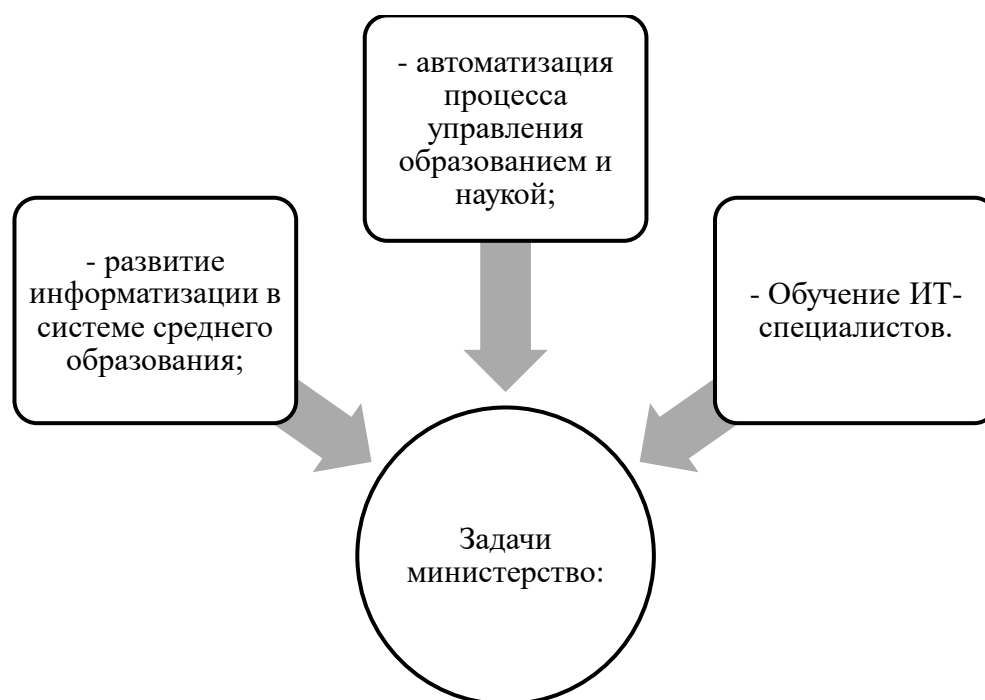 - автоматизация
процесса
управления
образованием и
наукой;
- развитие
информатизации в
системе среднего
образования;
- Обучение ИТ-
специалистов.
Задачи
министерство: